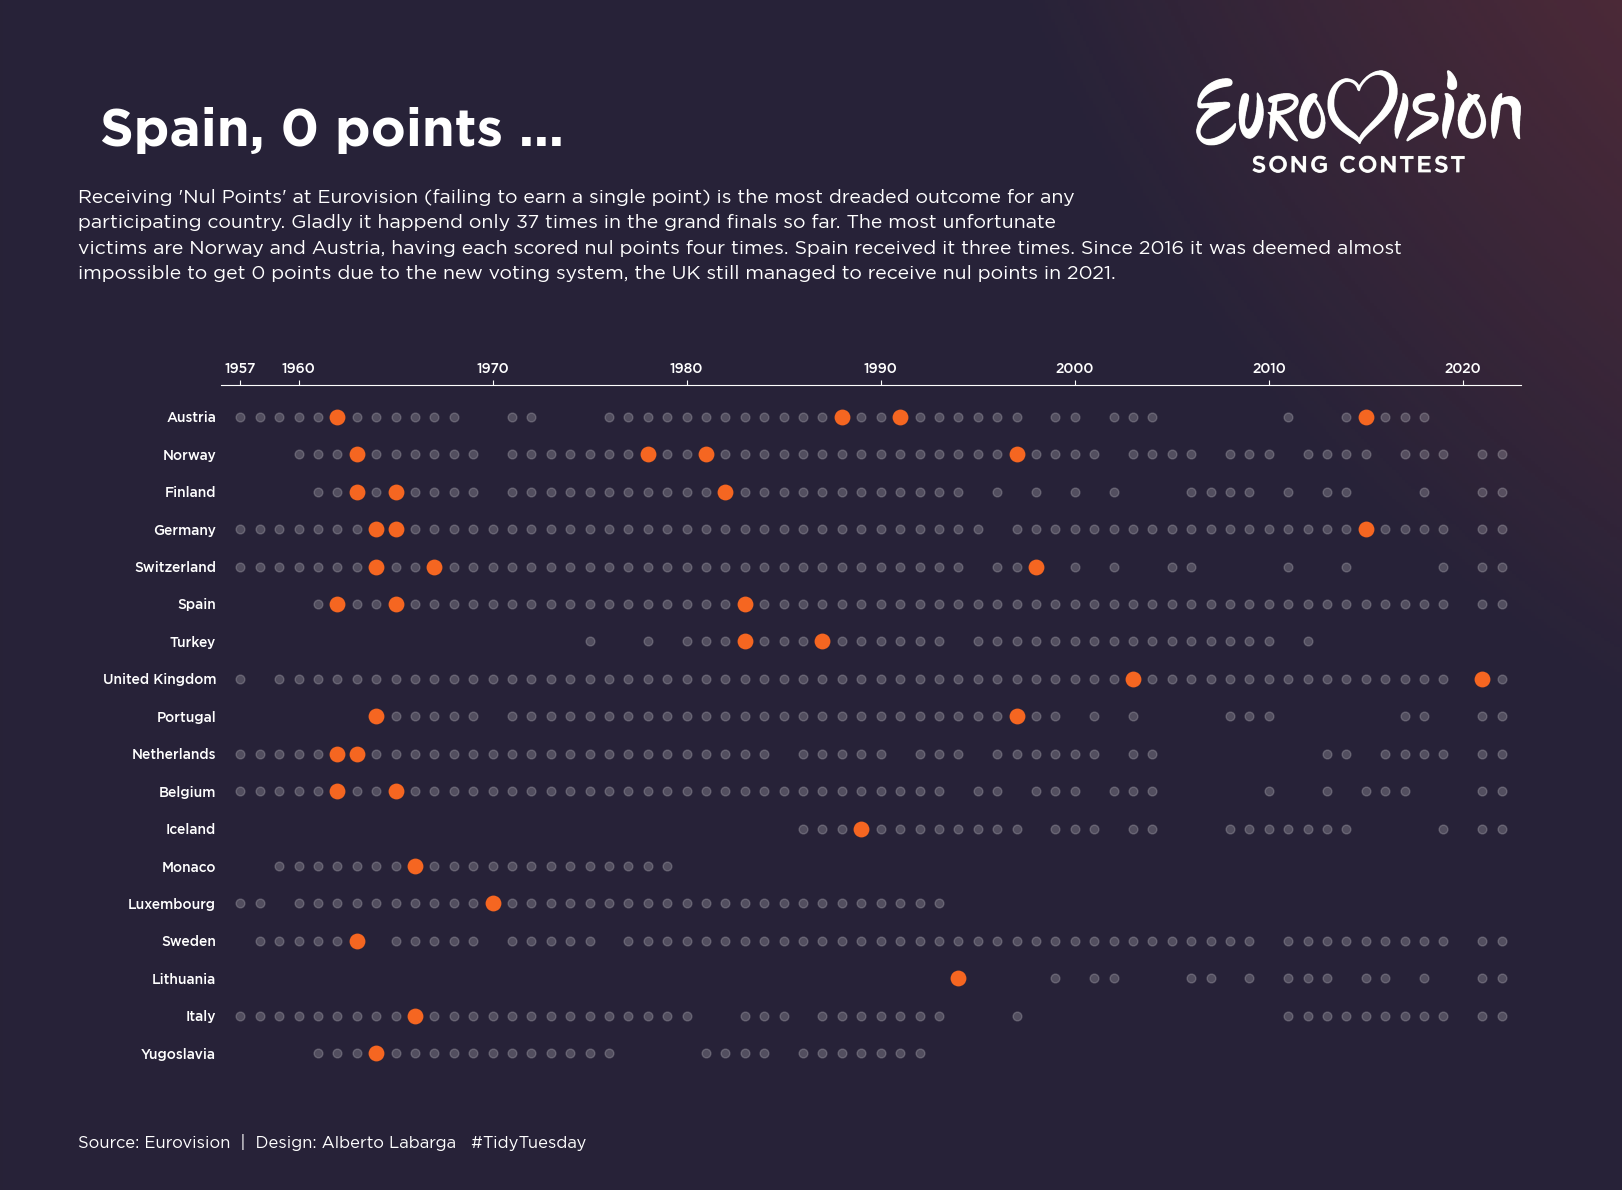 EUROVISION
SONG CONTEST
Spain, 0 points ...
Receiving 'Nul Points' at Eurovision (failing to earn a single point) is the most dreaded outcome for any
participating country. Gladly it happend only 37 times in the grand finals so far. The most unfortunate
victims are Norway and Austria, having each scored nul points four times. Spain received it three times. Since 2016 it was deemed almost
impossible to get 0 points due to the new voting system, the UK still managed to receive nul points in 2021.
1957 1960 1970 1980 1990 2000 2010 2020
Austria
Norway
Finland
Germany
Switzerland
Spain
Turkey
United Kingdom
Portugal
Netherlands
Belgium
Iceland
Monaco
Luxembourg
Sweden
Lithuania
Italy
Yugoslavia
Source: Eurovision | Design: Alberto Labarga #TidyTuesday